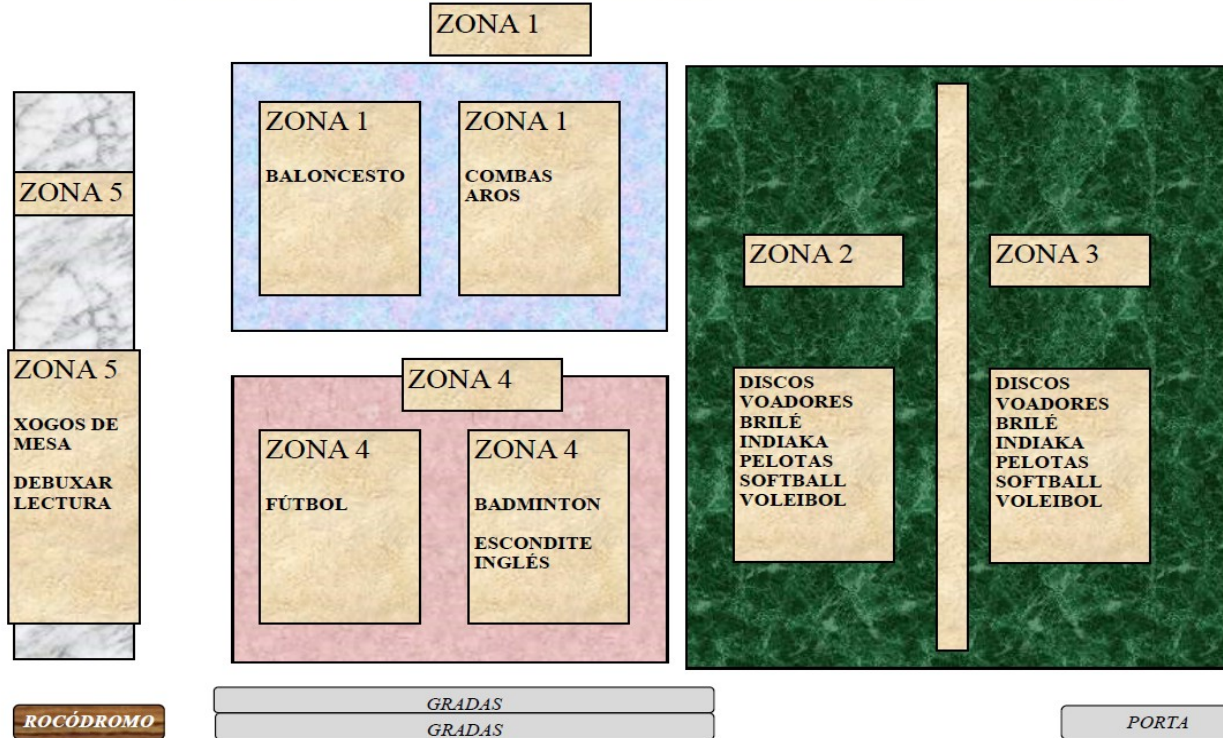 ZONA 1
ZONA 1
BALONCESTO
ZONA 1
COMBAS
AROS
ZONA 5
ZONA 5
XOGOS DE
MESA
DEBUXAR
LECTURA
ZONA 4
ZONA 4
FÚTBOL
ZONA 4
BADMINTON
ESCONDITE
INGLÉS
ZONA 2
DISCOS
VOADORES
BRILÉ
INDIAKA
PELOTAS
SOFTBALL
VOLEIBOL
ZONA 3
DISCOS
VOADORES
BRILÉ
INDIAKA
PELOTAS
SOFTBALL
VOLEIBOL
ROCÓDROMO
GRADAS
GRADAS
PORTA